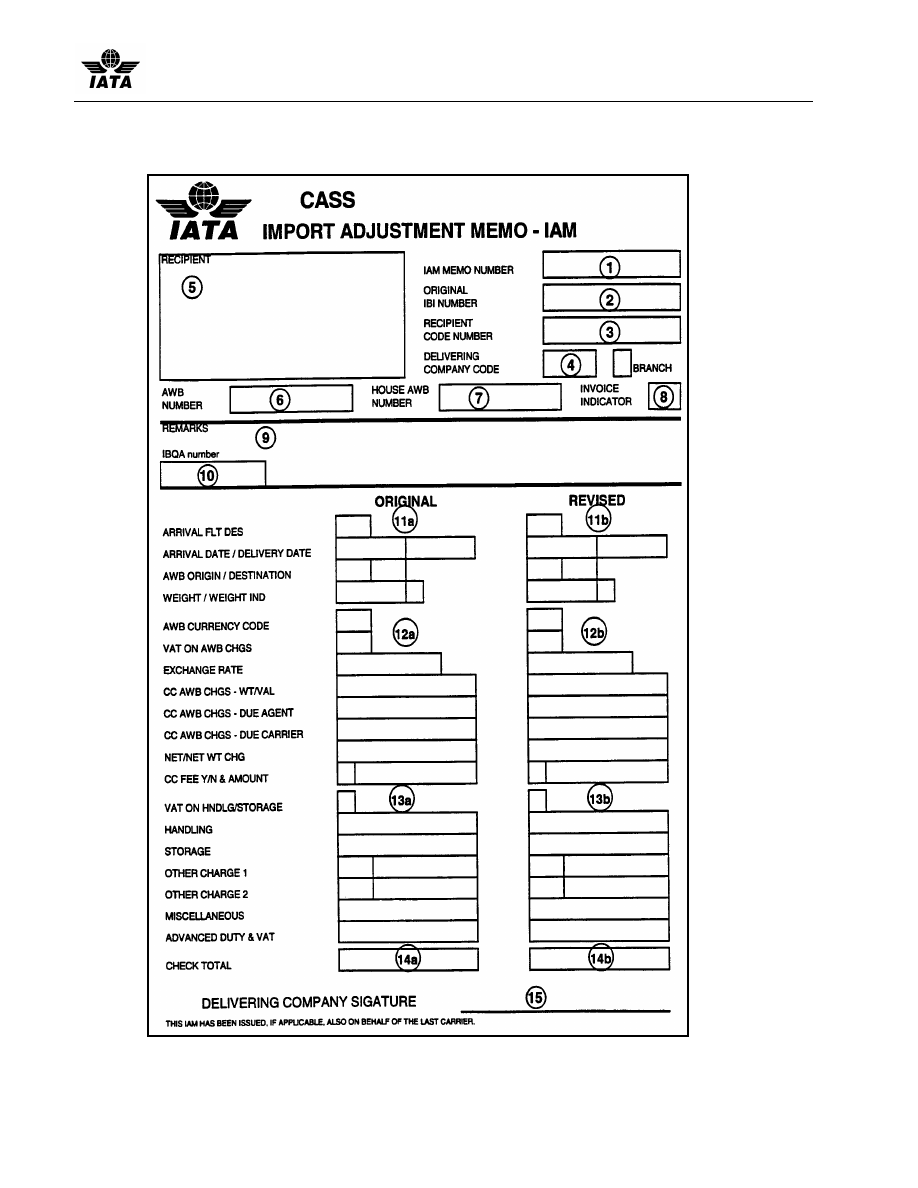 IATA
CASS
IATA
IMPORT ADJUSTMENT MEMO - IAM
RECIPIENT
5
IAM MEMO NUMBER 1
ORIGINAL
IBI NUMBER 2
RECIPIENT
CODE NUMBER 3
DELIVERING
COMPANY CODE 4 BRANCH
AWB
NUMBER 6
HOUSE AWB
NUMBER 7
INVOICE
INDICATOR 8
REMARKS 9
IBQA number
10
ORIGINAL REVISED
11a 11b
ARRIVAL FLT DES
ARRIVAL DATE / DELIVERY DATE
AWB ORIGIN / DESTINATION
WEIGHT / WEIGHT IND
AWB CURRENCY CODE 12a 12b
VAT ON AWB CHGS
EXCHANGE RATE
CC AWB CHGS - WT/VAL
CC AWB CHGS - DUE AGENT
CC AWB CHGS - DUE CARRIER
NET/NET WT CHG
CC FEE Y/N & AMOUNT
VAT ON HNDLG/STORAGE 13a 13b
HANDLING
STORAGE
OTHER CHARGE 1
OTHER CHARGE 2
MISCELLANEOUS
ADVANCED DUTY & VAT
CHECK TOTAL 14a 14b
DELIVERING COMPANY SIGATURE 15
THIS IAM HAS BEEN ISSUED, IF APPLICABLE, ALSO ON BEHALF OF THE LAST CARRIER.